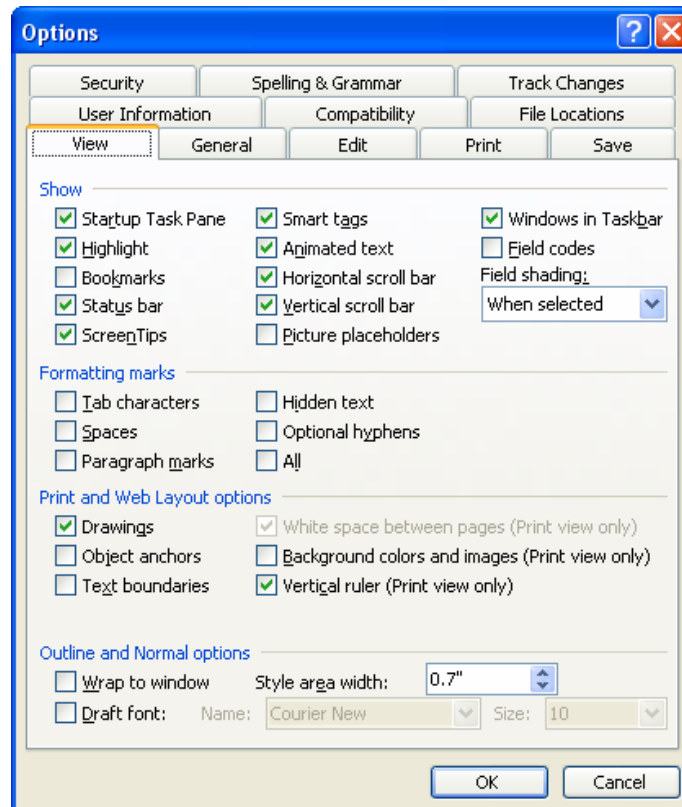 Options
Security Spelling & Grammar Track Changes
User Information Compatibility File Locations
View General Edit Print Save
Show
Startup Task Pane Smart tags Windows in Taskbar
Highlight Animated text Field codes
Bookmarks Horizontal scroll bar Field shading:
Status bar Vertical scroll bar When selected
ScreenTips Picture placeholders
Formatting marks
Tab characters Hidden text
Spaces Optional hyphens
Paragraph marks All
Print and Web Layout options
Drawings White space between pages (Print view only)
Object anchors Background colors and images (Print view only)
Text boundaries Vertical ruler (Print view only)
Outline and Normal options
Wrap to window Style area width: 0.7"
Draft font: Name: Courier New Size: 10
OK Cancel